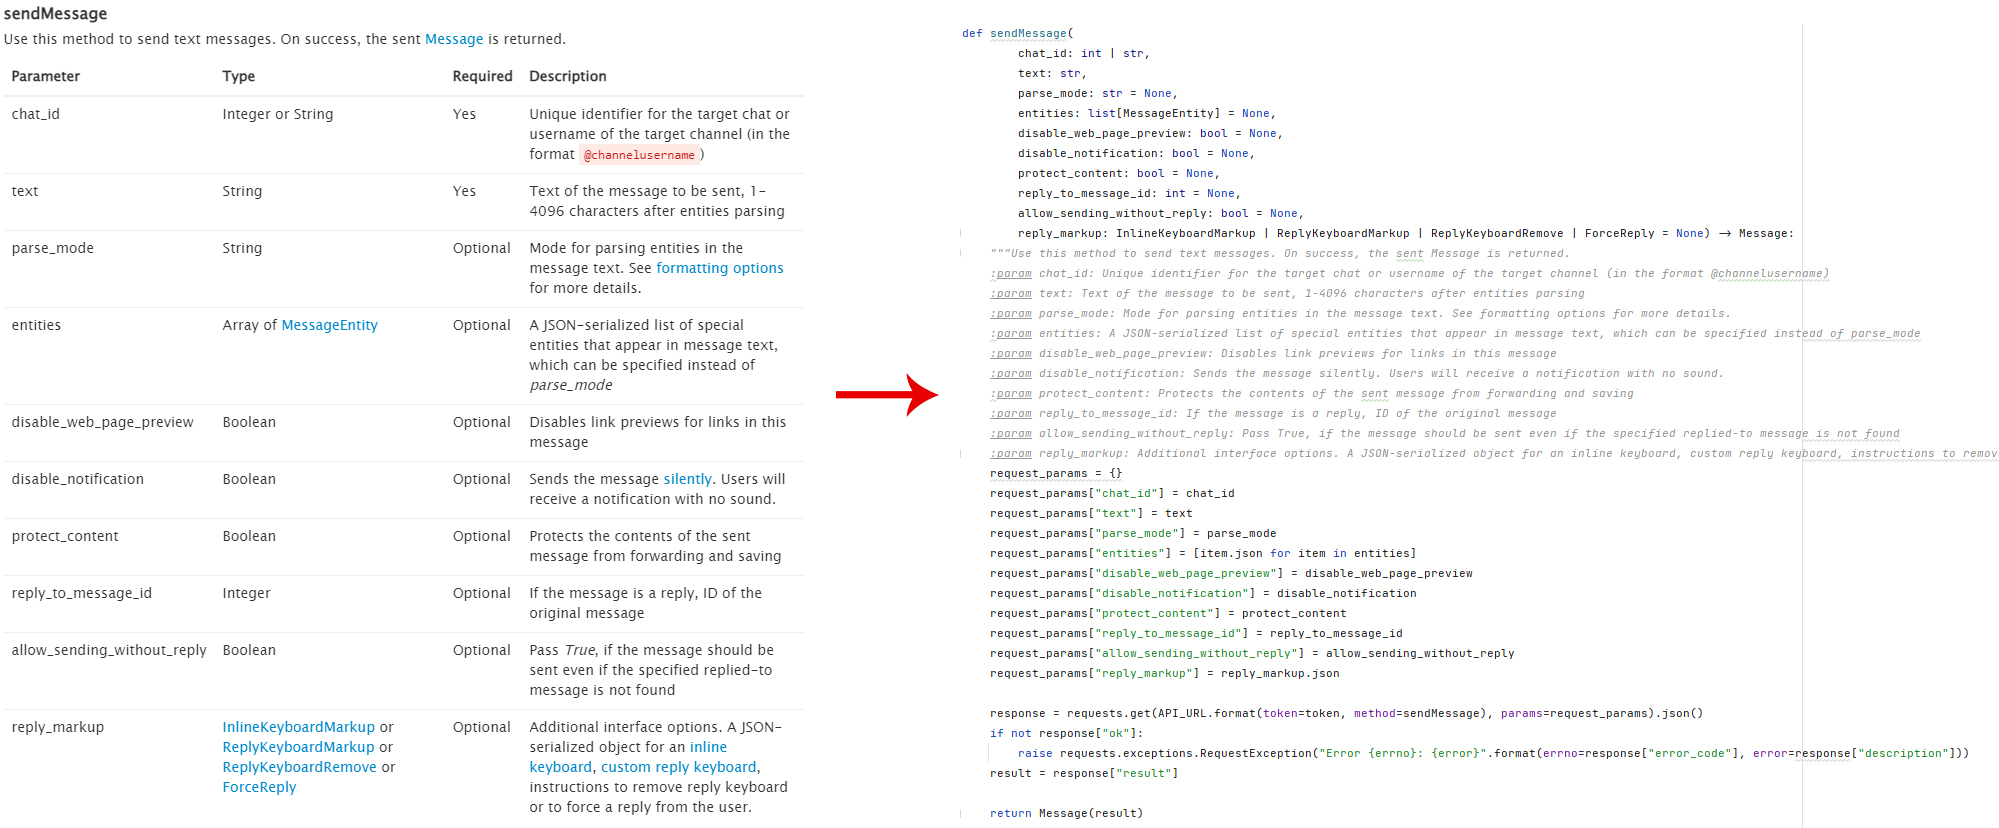 sendMessage
Use this method to send text messages. On success, the sent Message is returned.
Parameter Type Required Description
chat_id Integer or String Yes Unique identifier for the target chat or
username of the target channel (in the
format @channelusername )
text String Yes Text of the message to be sent, 1-
4096 characters after entities parsing
parse_mode String Optional Mode for parsing entities in the
message text. See formatting options
for more details.
entities Array of MessageEntity Optional A JSON-serialized list of special
entities that appear in message text,
which can be specified instead of
parse_mode
disable_web_page_preview Boolean Optional Disables link previews for links in this
message
disable_notification Boolean Optional Sends the message silently. Users will
receive a notification with no sound.
protect_content Boolean Optional Protects the contents of the sent
message from forwarding and saving
reply_to_message_id Integer Optional If the message is a reply, ID of the
original message
allow_sending_without_reply Boolean Optional Pass True, if the message should be
sent even if the specified replied-to
message is not found
reply_markup InlineKeyboardMarkup or Optional Additional interface options. A JSON-
ReplyKeyboardMarkup or serialized object for an inline
ReplyKeyboardRemove or keyboard, custom reply keyboard,
ForceReply instructions to remove reply keyboard
or to force a reply from the user.
def sendMessage(
chat_id: int | str,
text: str,
parse_mode: str = None,
entities: list[MessageEntity] = None,
disable_web_page_preview: bool = None,
disable_notification: bool = None,
protect_content: bool = None,
reply_to_message_id: int = None,
allow_sending_without_reply: bool = None,
reply_markup: InlineKeyboardMarkup | ReplyKeyboardMarkup | ReplyKeyboardRemove | ForceReply = None) -> Message:
"""Use this method to send text messages. On success, the sent Message is returned.
:param chat_id: Unique identifier for the target chat or username of the target channel (in the format @channelusername)
:param text: Text of the message to be sent, 1-4096 characters after entities parsing
:param parse_mode: Mode for parsing entities in the message text. See formatting options for more details.
:param entities: A JSON-serialized list of special entities that appear in message text, which can be specified instead of parse_mode
:param disable_web_page_preview: Disables link previews for links in this message
:param disable_notification: Sends the message silently. Users will receive a notification with no sound.
:param protect_content: Protects the contents of the sent message from forwarding and saving
:param reply_to_message_id: If the message is a reply, ID of the original message
:param allow_sending_without_reply: Pass True, if the message should be sent even if the specified replied-to message is not found
:param reply_markup: Additional interface options. A JSON-serialized object for an inline keyboard, custom reply keyboard, instructions to remov
request_params = {}
request_params["chat_id"] = chat_id
request_params["text"] = text
request_params["parse_mode"] = parse_mode
request_params["entities"] = [item.json for item in entities]
request_params["disable_web_page_preview"] = disable_web_page_preview
request_params["disable_notification"] = disable_notification
request_params["protect_content"] = protect_content
request_params["reply_to_message_id"] = reply_to_message_id
request_params["allow_sending_without_reply"] = allow_sending_without_reply
request_params["reply_markup"] = reply_markup.json
response = requests.get(API_URL.format(token=token, method=sendMessage), params=request_params).json()
if not response["ok"]:
raise requests.exceptions.RequestException("Error {errno}: {error}".format(errno=response["error_code"], error=response["description"]))
result = response["result"]
return Message(result)